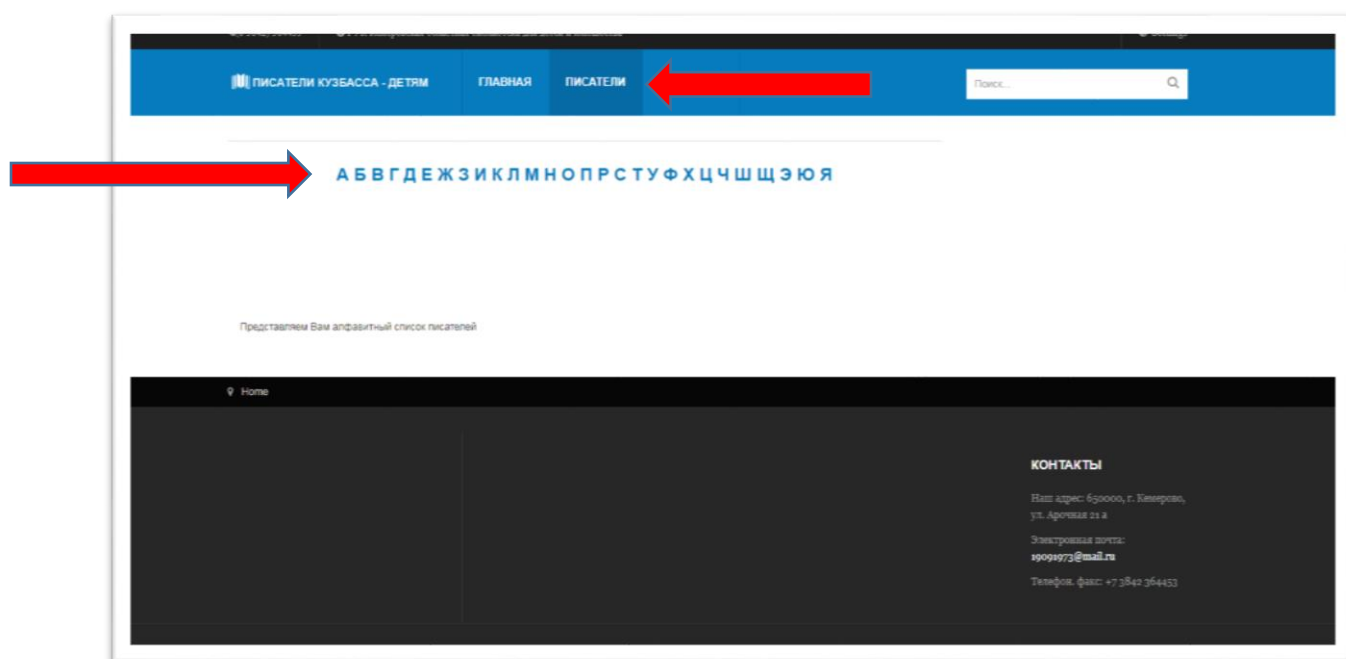 ПИСАТЕЛИ КУЗБАССА - ДЕТЯМ ГЛАВНАЯ ПИСАТЕЛИ Поиск...
А Б В Г Д Е Ж З И К Л М Н О П Р С Т У Ф Х Ц Ч Ш Щ Э Ю Я
Представляем Вам алфавитный список писателей
Home
КОНТАКТЫ
Наш адрес: 650000, г. Кемерово,
ул. Арочная 21 а
Электронная почта:
19091973@mail.ru
Телефон. факс: +7 3842 364453